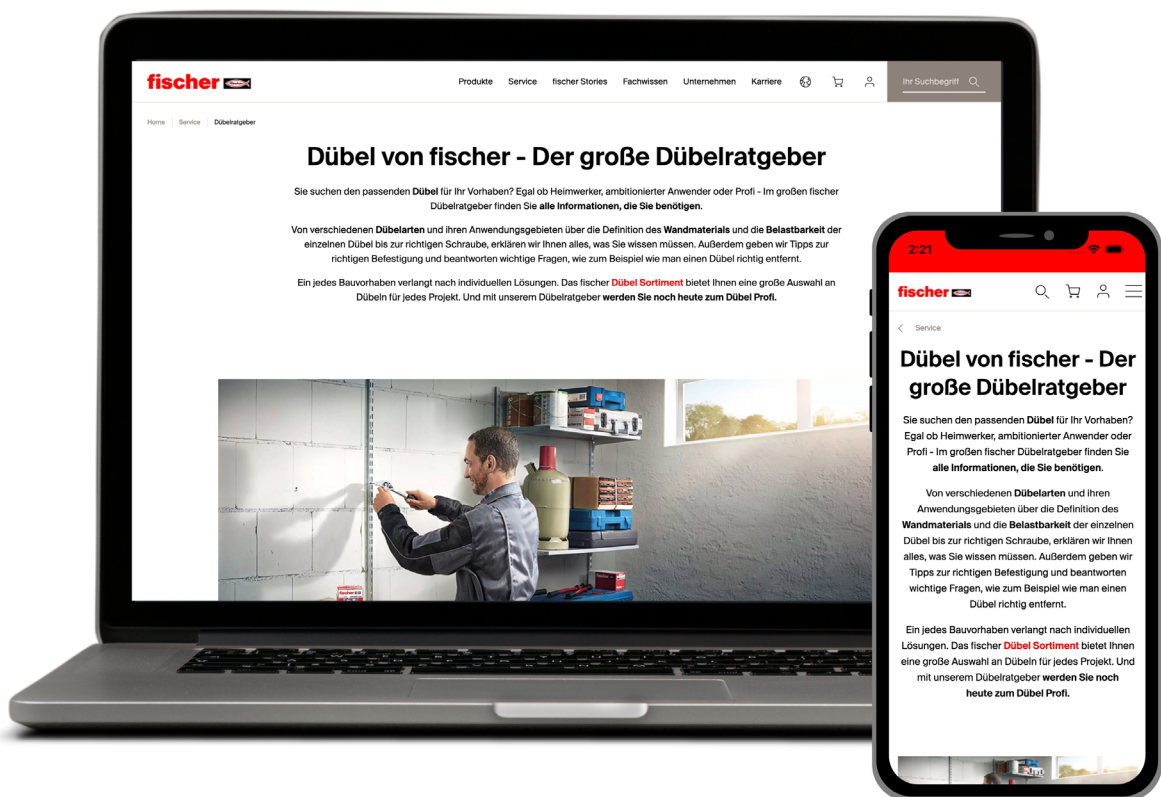 fischer
Produkte Service fischer Stories Fachwissen Unternehmen Karriere
Ihr Suchbegriff
Home Service Dübelratgeber
Dübel von fischer - Der große Dübelratgeber
Sie suchen den passenden Dübel für Ihr Vorhaben? Egal ob Heimwerker, ambitionierter Anwender oder Profi - Im großen fischer
Dübelratgeber finden Sie alle Informationen, die Sie benötigen.
Von verschiedenen Dübelarten und ihren Anwendungsgebieten über die Definition des Wandmaterials und die Belastbarkeit der
einzelnen Dübel bis zur richtigen Schraube, erklären wir Ihnen alles, was Sie wissen müssen. Außerdem geben wir Tipps zur
richtigen Befestigung und beantworten wichtige Fragen, wie zum Beispiel wie man einen Dübel richtig entfernt.
Ein jedes Bauvorhaben verlangt nach individuellen Lösungen. Das fischer Dübel Sortiment bietet Ihnen eine große Auswahl an
Dübeln für jedes Projekt. Und mit unserem Dübelratgeber werden Sie noch heute zum Dübel Profi.
2:21
fischer
Service
Dübel von fischer - Der
große Dübelratgeber
Sie suchen den passenden Dübel für Ihr Vorhaben?
Egal ob Heimwerker, ambitionierter Anwender oder
Profi - Im großen fischer Dübelratgeber finden Sie
alle Informationen, die Sie benötigen.
Von verschiedenen Dübelarten und ihren
Anwendungsgebieten über die Definition des
Wandmaterials und die Belastbarkeit der einzelnen
Dübel bis zur richtigen Schraube, erklären wir Ihnen
alles, was Sie wissen müssen. Außerdem geben wir
Tipps zur richtigen Befestigung und beantworten
wichtige Fragen, wie zum Beispiel wie man einen
Dübel richtig entfernt.
Ein jedes Bauvorhaben verlangt nach individuellen
Lösungen. Das fischer Dübel Sortiment bietet Ihnen
eine große Auswahl an Dübeln für jedes Projekt. Und
mit unserem Dübelratgeber werden Sie noch
heute zum Dübel Profi.